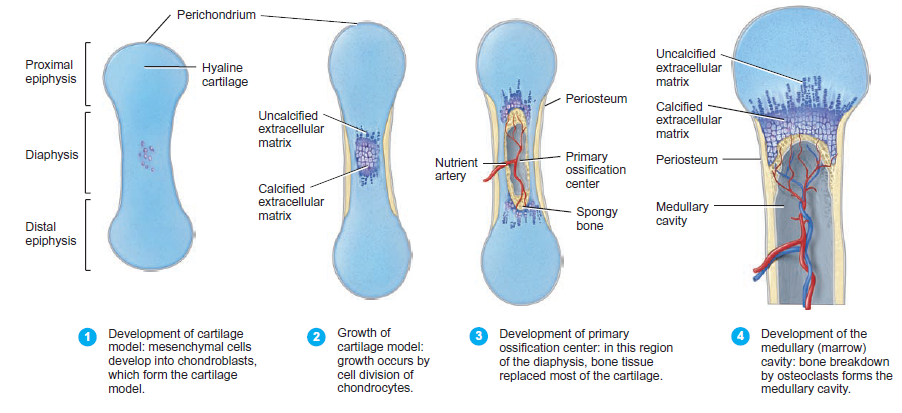 Perichondrium
Proximal
epiphysis
Hyaline
cartilage
Diaphysis
Distal
epiphysis
Uncalcified
extracellular
matrix
Calcified
extracellular
matrix
Periosteum
Nutrient
artery
Primary
ossification
center
Spongy
bone
Uncalcified
extracellular
matrix
Calcified
extracellular
matrix
Periosteum
Medullary
cavity
1 Development of cartilage
model: mesenchymal cells
develop into chondroblasts,
which form the cartilage
model.
2 Growth of
cartilage model:
growth occurs by
cell division of
chondrocytes.
3 Development of primary
ossification center: in this region
of the diaphysis, bone tissue
replaced most of the cartilage.
4 Development of the
medullary (marrow)
cavity: bone breakdown
by osteoclasts forms the
medullary cavity.